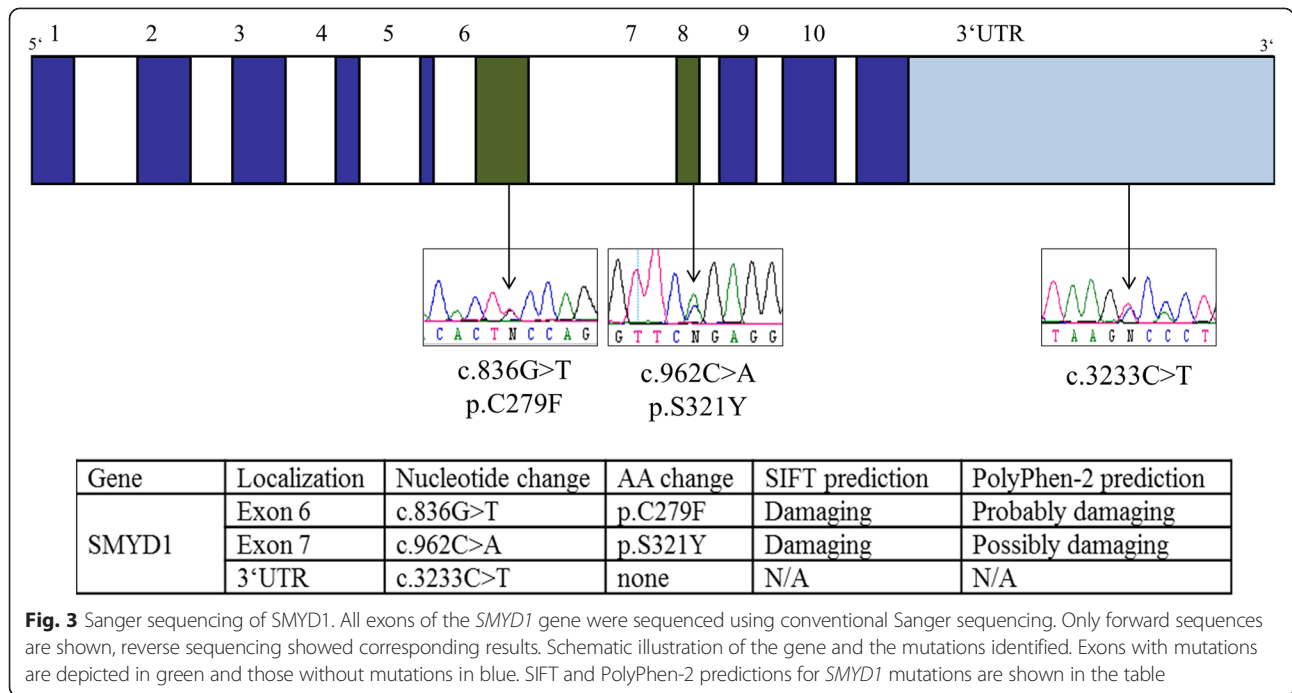 1 2 3 4 5 6 7 8 9 10 3‘UTR
5‘ 3‘
C A C T N C C A G
G T T C N G A G G
T A A G N C C C T
c.836G>T
p.C279F
c.962C>A
p.S321Y
c.3233C>T
Gene Localization Nucleotide change AA change SIFT prediction PolyPhen-2 prediction
SMYD1
Exon 6 c.836G>T p.C279F Damaging Probably damaging
Exon 7 c.962C>A p.S321Y Damaging Possibly damaging
3‘UTR c.3233C>T none N/A N/A
Fig. 3 Sanger sequencing of SMYD1. All exons of the SMYD1 gene were sequenced using conventional Sanger sequencing. Only forward sequences
are shown, reverse sequencing showed corresponding results. Schematic illustration of the gene and the mutations identified. Exons with mutations
are depicted in green and those without mutations in blue. SIFT and PolyPhen-2 predictions for SMYD1 mutations are shown in the table